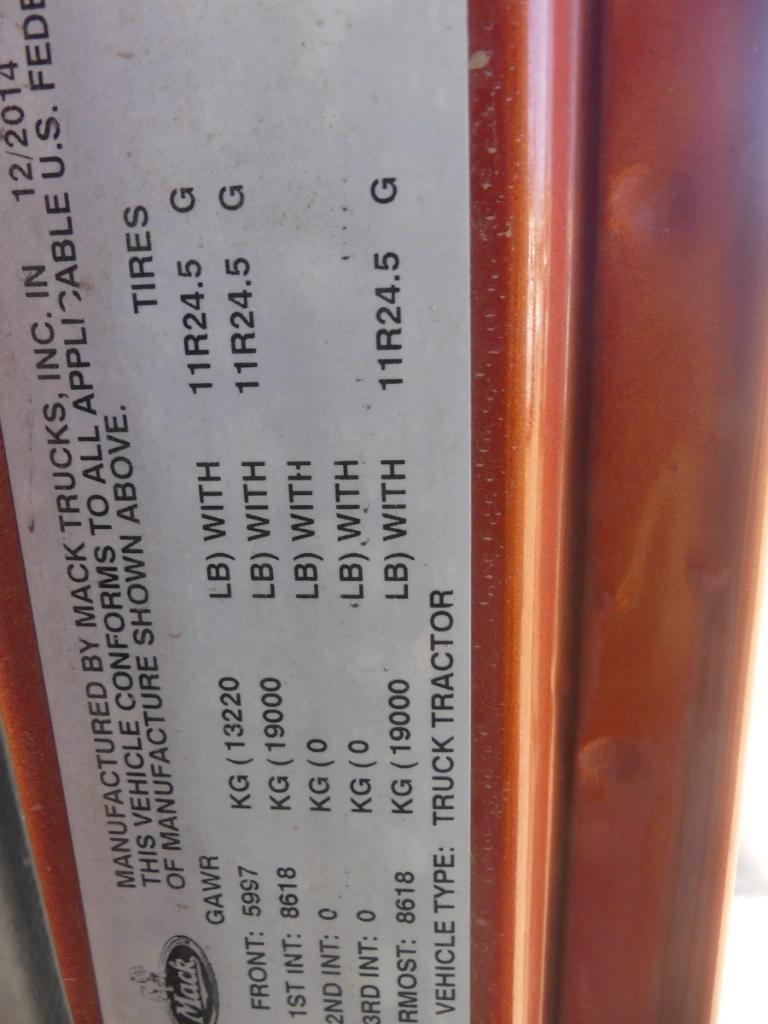 MANUFACTURED BY MACK TRUCKS, INC. IN 12/2014
THIS VEHICLE CONFORMS TO ALL APPLICABLE U.S.
OF MANUFACTURE SHOWN ABOVE.
Mack
GAWR TIRES
FRONT: 5997 KG ( 13220 LB) WITH 11R24.5 G
1ST INT: 8618 KG ( 19000 LB) WITH 11R24.5 G
2ND INT: 0 KG ( 0 LB) WITH
3RD INT: 0 KG ( 0 LB) WITH
RMOST: 8618 KG ( 19000 LB) WITH 11R24.5 G
VEHICLE TYPE: TRUCK TRACTOR